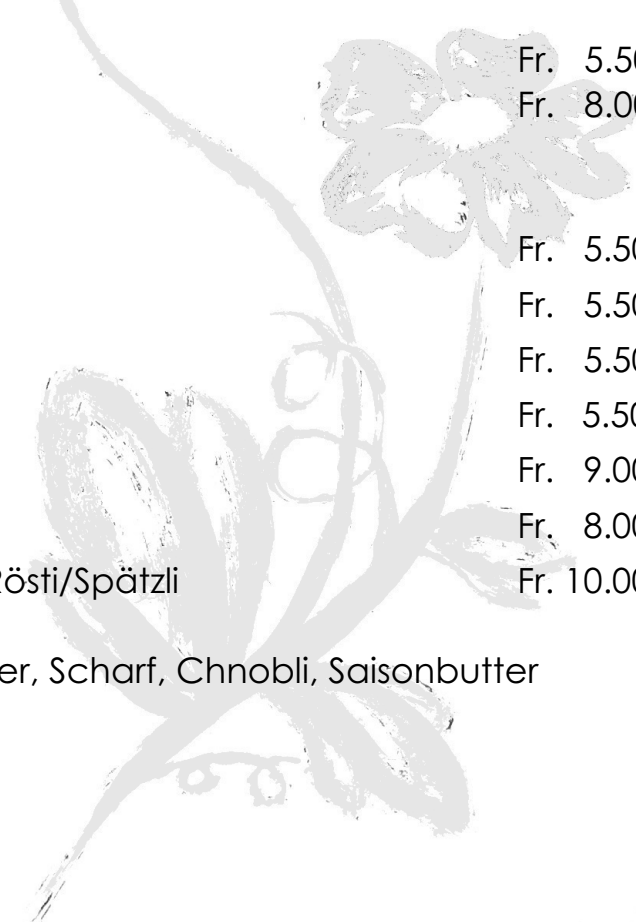 Fr. 5.50
Fr. 8.00
Fr. 5.50
Fr. 5.50
Fr. 5.50
Fr. 5.50
Fr. 9.00
Fr. 8.00
östi/Spätzli Fr. 10.00
er, Scharf, Chnobli, Saisonbutter